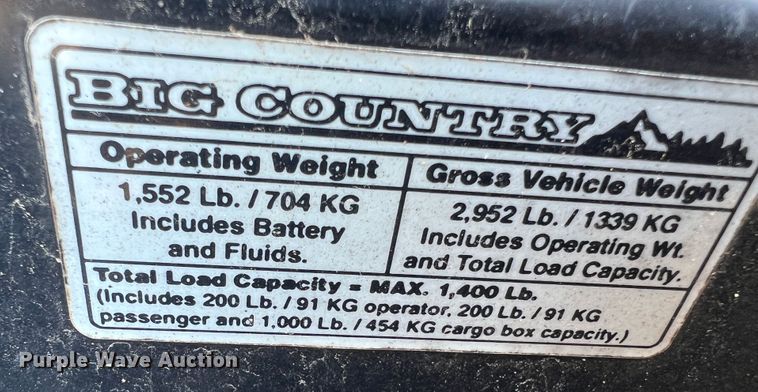 BIG COUNTRY
Operating Weight
1,552 Lb. / 704 KG
Includes Battery
and Fluids.
Gross Vehicle Weight
2,952 Lb. / 1339 KG
Includes Operating Wt.
and Total Load Capacity.
Total Load Capacity = MAX. 1,400 Lb.
(Includes 200 Lb. / 91 KG operator, 200 Lb. / 91 KG
passenger and 1,000 Lb. / 454 KG cargo box capacity.)
Purple Wave Auction